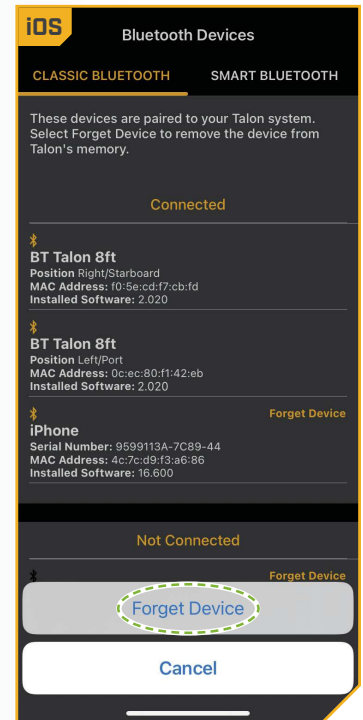 iOS
Bluetooth Devices
CLASSIC BLUETOOTH SMART BLUETOOTH
These devices are paired to your Talon system.
Select Forget Device to remove the device from
Talon's memory.
Connected
BT Talon 8ft
Position Right/Starboard
MAC Address: f0:5e:cd:f7:cb:fd
Installed Software: 2.020
BT Talon 8ft
Position Left/Port
MAC Address: 0c:ec:80:f1:42:eb
Installed Software: 2.020
Forget Device
iPhone
Serial Number: 9599113A-7C89-44
MAC Address: 4c:7c:d9:f3:a6:86
Installed Software: 16.600
Not Connected
Forget Device
Forget Device
Cancel